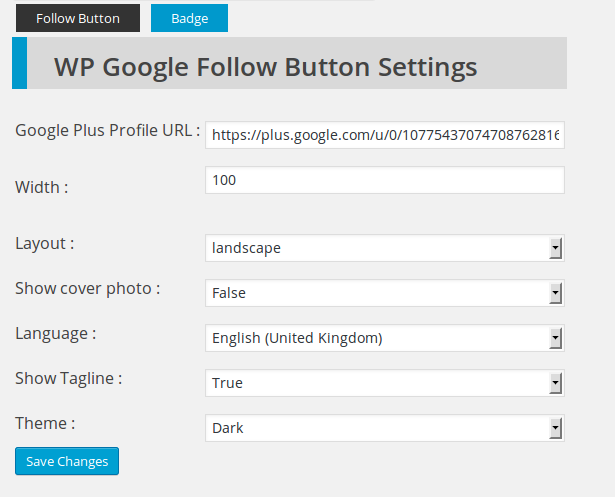 Follow Button Badge
WP Google Follow Button Settings
Google Plus Profile URL : https://plus.google.com/u/0/10775437074708762816
Width : 100
Layout : landscape
Show cover photo : False
Language : English (United Kingdom)
Show Tagline : True
Theme : Dark
Save Changes